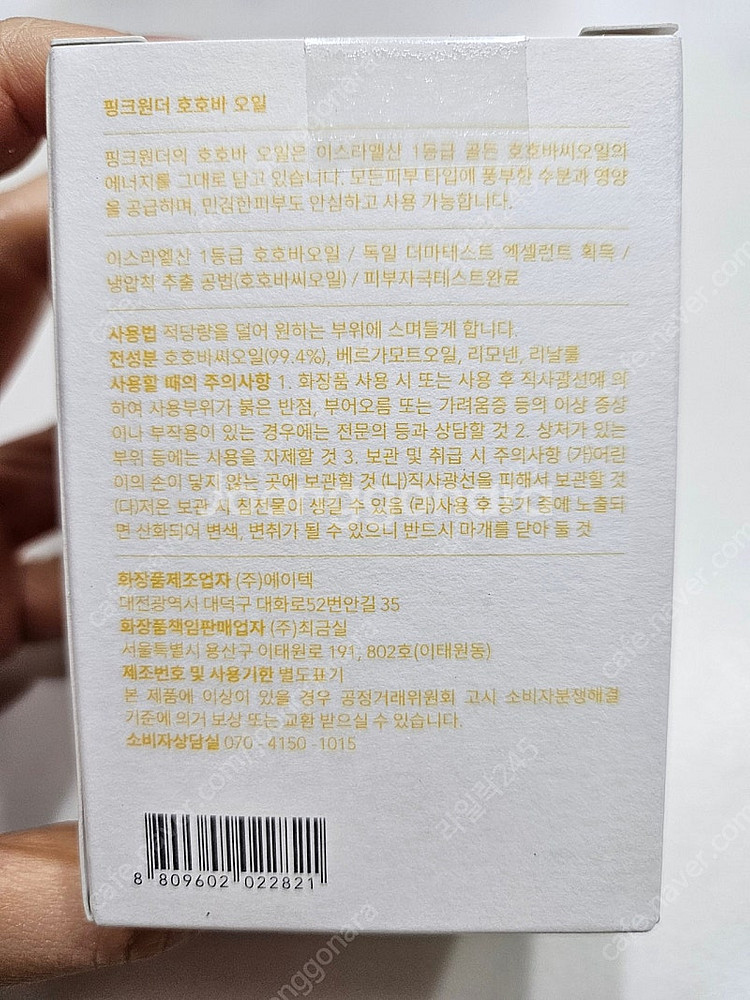 핑크원더 호호바 오일
핑크원더의 호호바 오일은 이스라엘산 1등급 골든 호호바씨오일의
에너지를 그대로 담고 있습니다. 모든피부 타입에 풍부한 수분과 영양
을 공급하며, 민감한피부도 안심하고 사용 가능합니다.
이스라엘산 1등급 호호바오일 / 독일 더마테스트 엑셀런트 획득 /
냉압착 추출 공법(호호바씨오일) / 피부자극테스트완료
사용법 적당량을 덜어 원하는 부위에 스며들게 합니다.
전성분 호호바씨오일(99.4%), 베르가모트오일, 리모넨, 리날룰
사용할 때의 주의사항 1. 화장품 사용 시 또는 사용 후 직사광선에 의
하여 사용부위가 붉은 반점, 부어오름 또는 가려움증 등의 이상 증상
이나 부작용이 있는 경우에는 전문의 등과 상담할 것 2. 상처가 있는
부위 등에는 사용을 자제할 것 3. 보관 및 취급 시 주의사항 (가)어린
이의 손이 닿지 않는 곳에 보관할 것 (나)직사광선을 피해서 보관할 것
(다)저온 보관 시 침전물이 생길 수 있음 (라)사용 후 공기 중에 노출되
면 산화되어 변색, 변취가 될 수 있으니 반드시 마개를 닫아 둘 것
화장품제조업자 (주)에이텍
대전광역시 대덕구 대화로52번안길 35
화장품책임판매업자 (주)최금실
서울특별시 용산구 이태원로 191, 802호(이태원동)
제조번호 및 사용기한 별도표기
본 제품에 이상이 있을 경우 공정거래위원회 고시 소비자분쟁해결
기준에 의거 보상 또는 교환 받으실 수 있습니다.
소비자상담실 070 - 4150 -1015
8 809602 022821
joonggonara
cafe.naver.com/joonggonara
라일락245